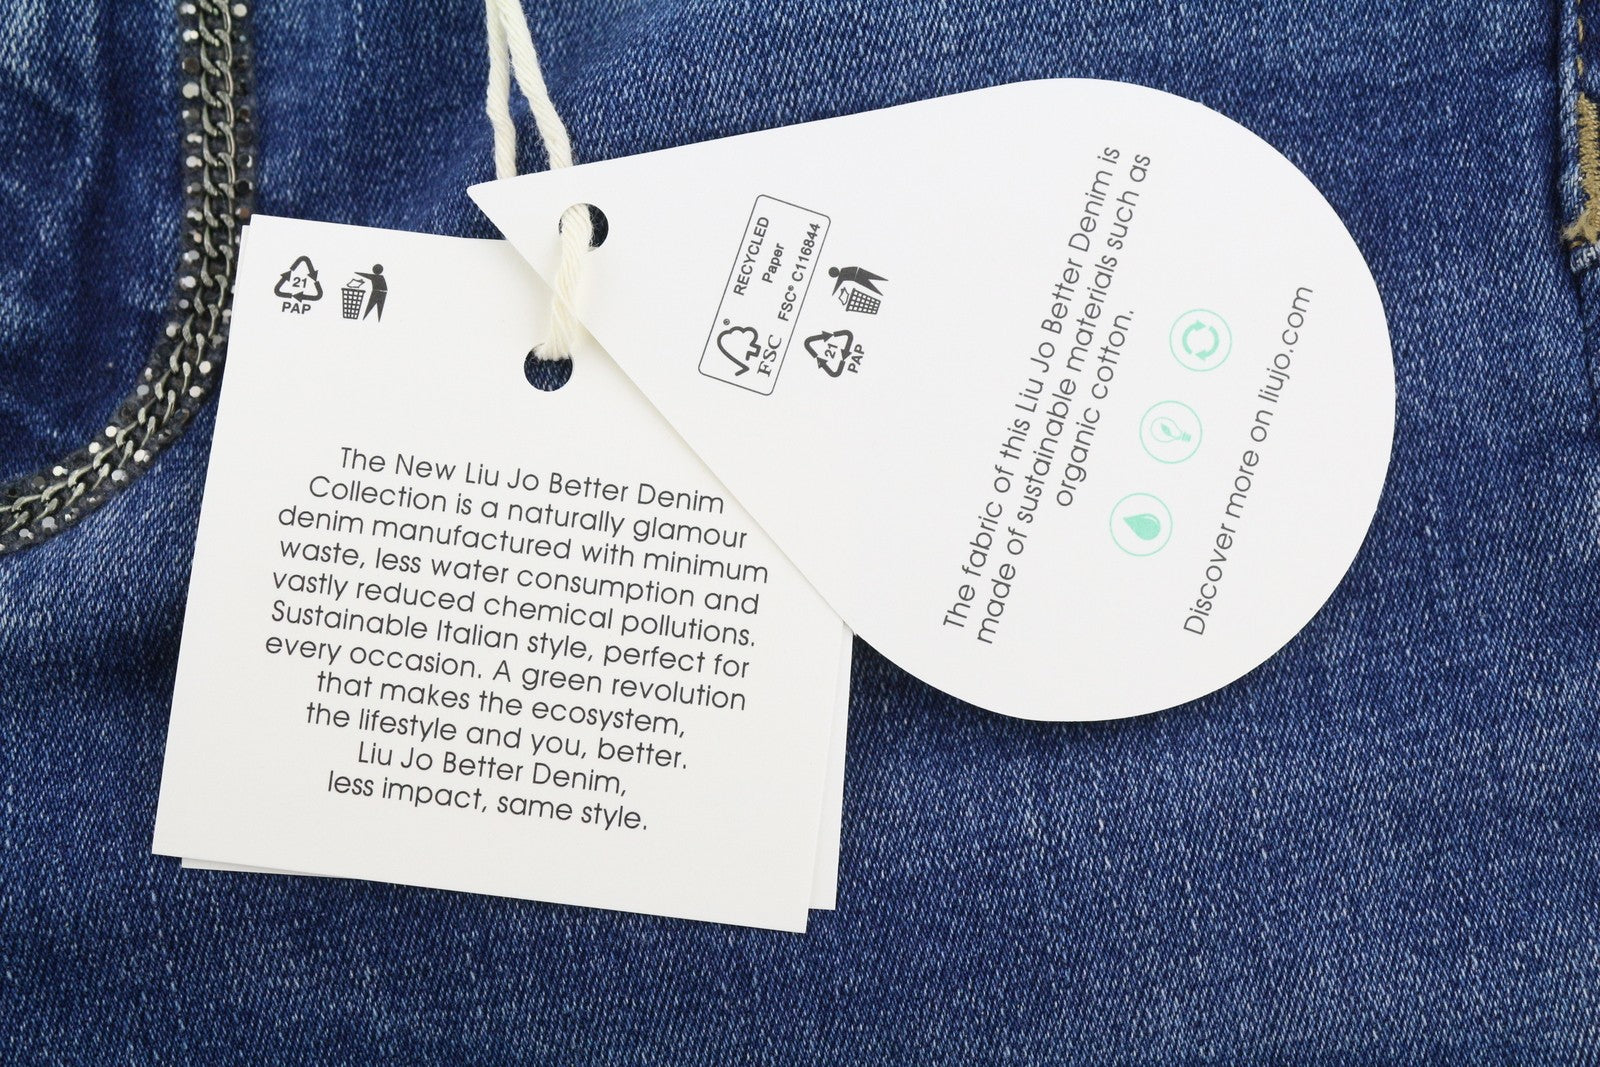 21
PAP
The New Liu Jo Better Denim
Collection is a naturally glamour
denim manufactured with minimum
waste, less water consumption and
vastly reduced chemical pollutions.
Sustainable Italian style, perfect for
every occasion. A green revolution
that makes the ecosystem,
the lifestyle and you, better.
Liu Jo Better Denim,
less impact, same style.
FSC
RECYCLED
Paper
FSC® C116844
21
PAP
The fabric of this Liu Jo Better Denim is
made of sustainable materials such as
organic cotton.
Discover more on liujo.com